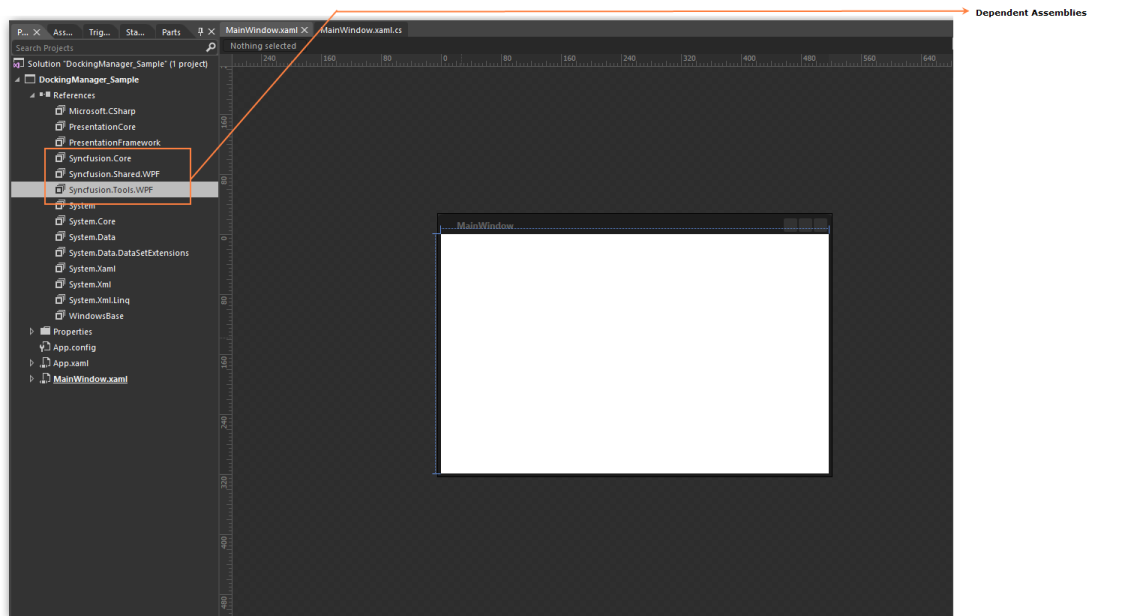 Dependent Assemblies
P... Ass... Trig... Sta... Parts MainWindow.xaml MainWindow.xaml.cs
Search Projects Nothing selected
Solution "DockingManager_Sample" (1 project)
240 160 80 0 80 160 240 320 400 480 560 640
DockingManager_Sample
References
Microsoft.CSharp
PresentationCore
PresentationFramework
Syncfusion.Core
Syncfusion.Shared.WPF
Syncfusion.Tools.WPF
System
System.Core
System.Data
System.Data.DataSetExtensions
System.Xaml
System.Xml
System.Xml.Linq
WindowsBase
Properties
App.config
App.xaml
MainWindow.xaml
160
80
0
80
160
240
320
400
480
MainWindow